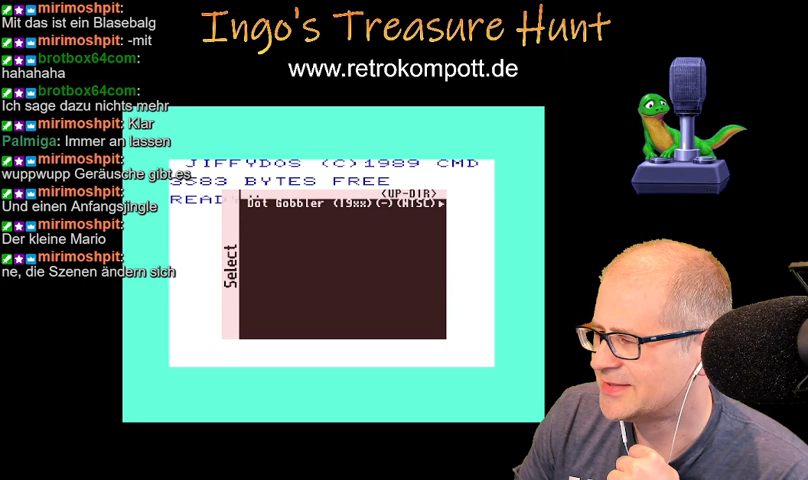 mirimoshpit:
Mit das ist ein Blasebalg
mirimoshpit: -mit
brotbox64com:
hahahaha
brotbox64com:
Ich sage dazu nichts mehr
mirimoshpit: Klar
Palmiga: Immer an lassen
mirimoshpit:
wuppwupp Geräusche gibt es
mirimoshpit:
Und einen Anfangsjingle
mirimoshpit:
Der kleine Mario
mirimoshpit:
ne, die Szenen ändern sich
Ingo's Treasure Hunt
www.retrokompott.de
JIFFYDOS (C)1989 CMD
3583 BYTES FREE
READY
.. <UP-DIR>
Dot Gobbler (19xx)(-)(NTSC)
Select